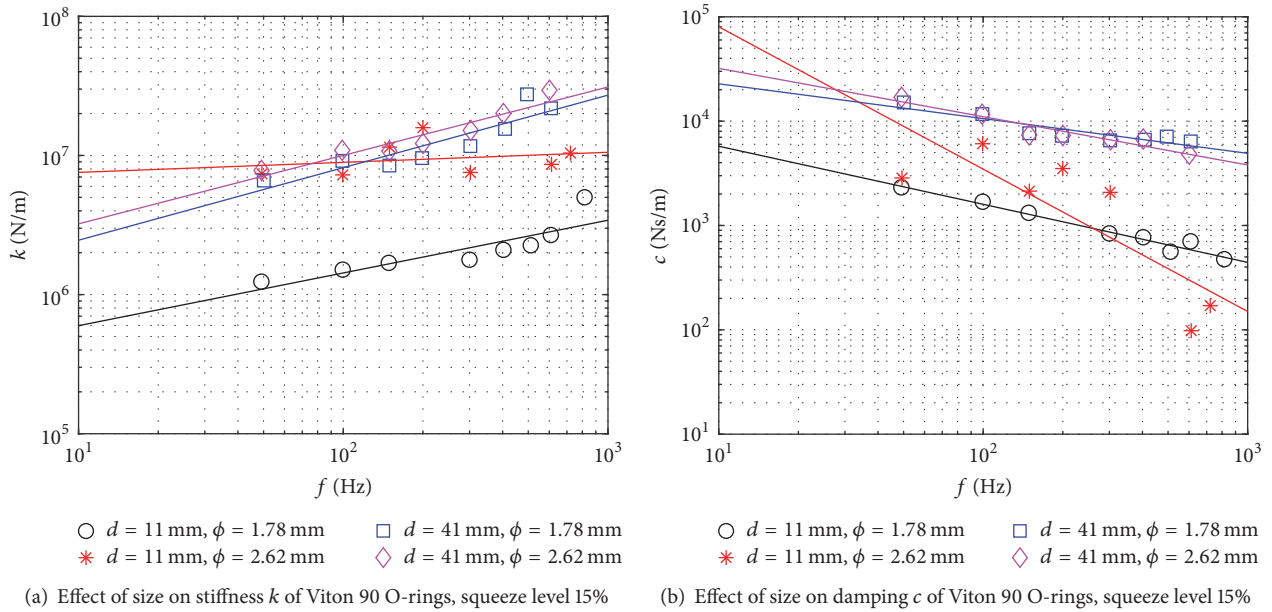 10^8
10^7
10^6
10^5
k (N/m)
10^1
10^2
10^3
f (Hz)
d = 11 mm, ϕ = 1.78 mm
d = 11 mm, ϕ = 2.62 mm
d = 41 mm, ϕ = 1.78 mm
d = 41 mm, ϕ = 2.62 mm
(a) Effect of size on stiffness k of Viton 90 O-rings, squeeze level 15%
10^5
10^4
10^3
10^2
10^1
c (Ns/m)
10^1
10^2
10^3
f (Hz)
d = 11 mm, ϕ = 1.78 mm
d = 11 mm, ϕ = 2.62 mm
d = 41 mm, ϕ = 1.78 mm
d = 41 mm, ϕ = 2.62 mm
(b) Effect of size on damping c of Viton 90 O-rings, squeeze level 15%